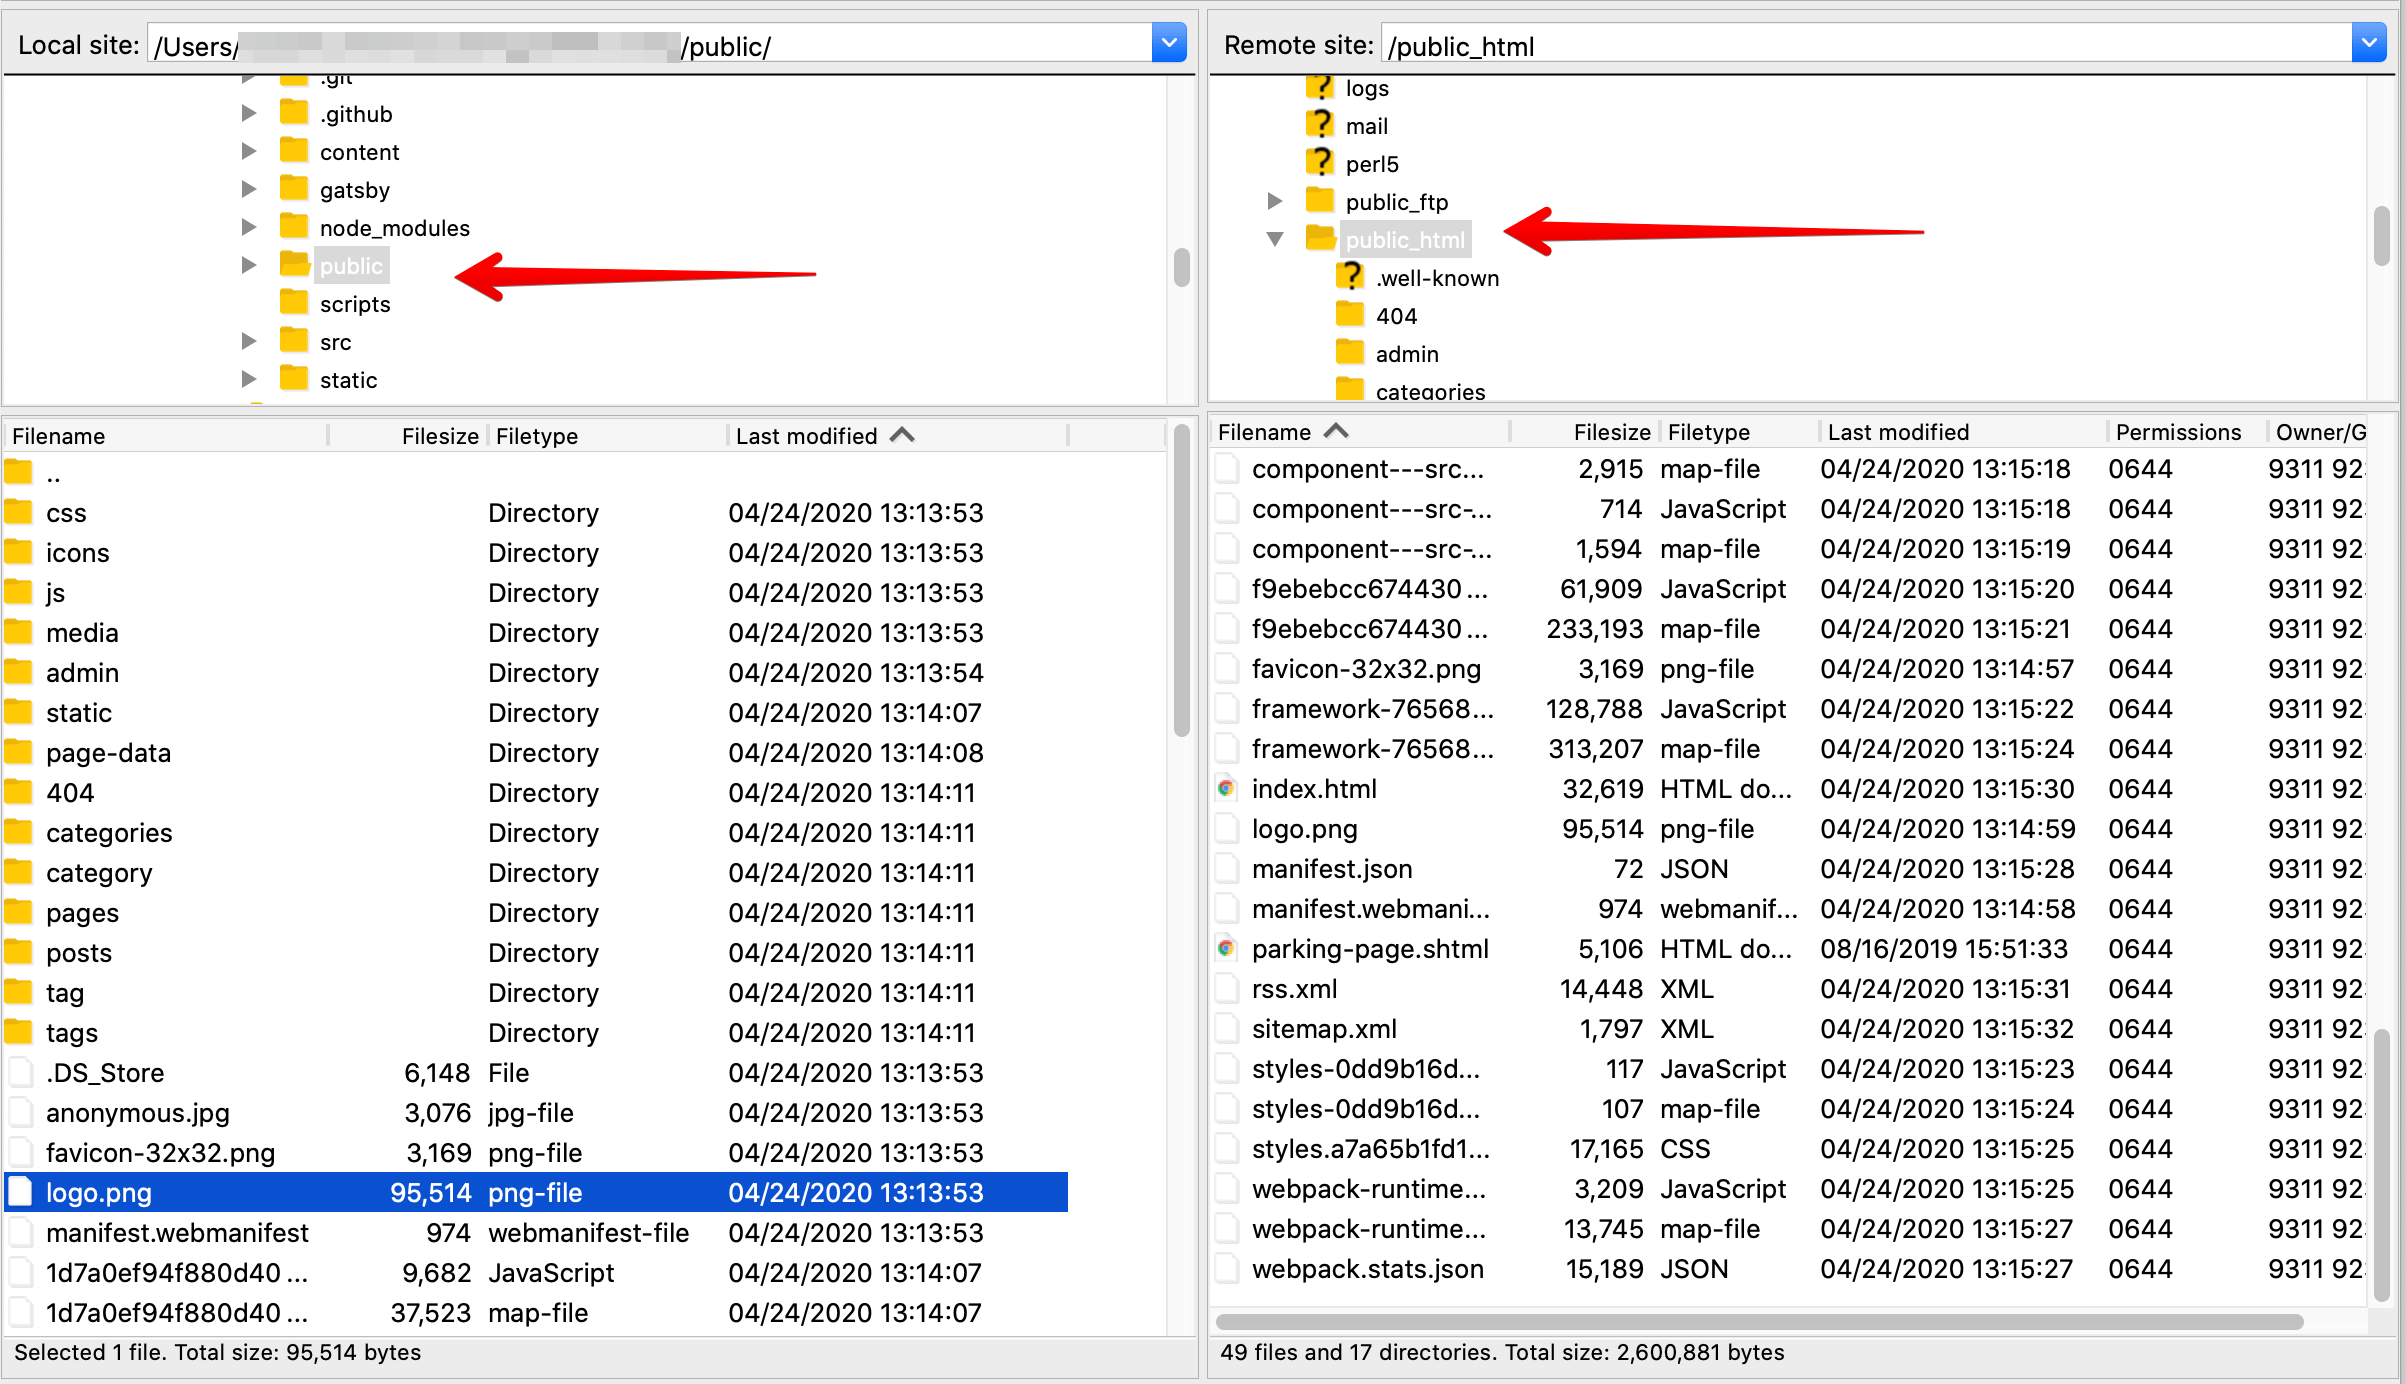 Local site: /Users/ /public/
.git
.github
content
gatsby
node_modules
public
scripts
src
static
Filename Filesize Filetype Last modified
..
css Directory 04/24/2020 13:13:53
icons Directory 04/24/2020 13:13:53
js Directory 04/24/2020 13:13:53
media Directory 04/24/2020 13:13:53
admin Directory 04/24/2020 13:13:54
static Directory 04/24/2020 13:14:07
page-data Directory 04/24/2020 13:14:08
404 Directory 04/24/2020 13:14:11
categories Directory 04/24/2020 13:14:11
category Directory 04/24/2020 13:14:11
pages Directory 04/24/2020 13:14:11
posts Directory 04/24/2020 13:14:11
tag Directory 04/24/2020 13:14:11
tags Directory 04/24/2020 13:14:11
.DS_Store 6,148 File 04/24/2020 13:13:53
anonymous.jpg 3,076 jpg-file 04/24/2020 13:13:53
favicon-32x32.png 3,169 png-file 04/24/2020 13:13:53
logo.png 95,514 png-file 04/24/2020 13:13:53
manifest.webmanifest 974 webmanifest-file 04/24/2020 13:13:53
1d7a0ef94f880d40... 9,682 JavaScript 04/24/2020 13:14:07
1d7a0ef94f880d40... 37,523 map-file 04/24/2020 13:14:07
Selected 1 file. Total size: 95,514 bytes
Remote site: /public_html
logs
mail
perl5
public_ftp
public_html
.well-known
404
admin
categories
Filename Filesize Filetype Last modified Permissions Owner/G
component---src... 2,915 map-file 04/24/2020 13:15:18 0644 9311 92
component---src-... 714 JavaScript 04/24/2020 13:15:18 0644 9311 92
component---src-... 1,594 map-file 04/24/2020 13:15:19 0644 9311 92
f9ebebcc674430... 61,909 JavaScript 04/24/2020 13:15:20 0644 9311 92
f9ebebcc674430... 233,193 map-file 04/24/2020 13:15:21 0644 9311 92
favicon-32x32.png 3,169 png-file 04/24/2020 13:14:57 0644 9311 92
framework-76568... 128,788 JavaScript 04/24/2020 13:15:22 0644 9311 92
framework-76568... 313,207 map-file 04/24/2020 13:15:24 0644 9311 92
index.html 32,619 HTML do... 04/24/2020 13:15:30 0644 9311 92
logo.png 95,514 png-file 04/24/2020 13:14:59 0644 9311 92
manifest.json 72 JSON 04/24/2020 13:15:28 0644 9311 92
manifest.webmani... 974 webmanif... 04/24/2020 13:14:58 0644 9311 92
parking-page.shtml 5,106 HTML do... 08/16/2019 15:51:33 0644 9311 92
rss.xml 14,448 XML 04/24/2020 13:15:31 0644 9311 92
sitemap.xml 1,797 XML 04/24/2020 13:15:32 0644 9311 92
styles-0dd9b16d... 117 JavaScript 04/24/2020 13:15:23 0644 9311 92
styles-0dd9b16d... 107 map-file 04/24/2020 13:15:24 0644 9311 92
styles.a7a65b1fd1... 17,165 CSS 04/24/2020 13:15:25 0644 9311 92
webpack-runtime... 3,209 JavaScript 04/24/2020 13:15:25 0644 9311 92
webpack-runtime... 13,745 map-file 04/24/2020 13:15:27 0644 9311 92
webpack.stats.json 15,189 JSON 04/24/2020 13:15:27 0644 9311 92
49 files and 17 directories. Total size: 2,600,881 bytes